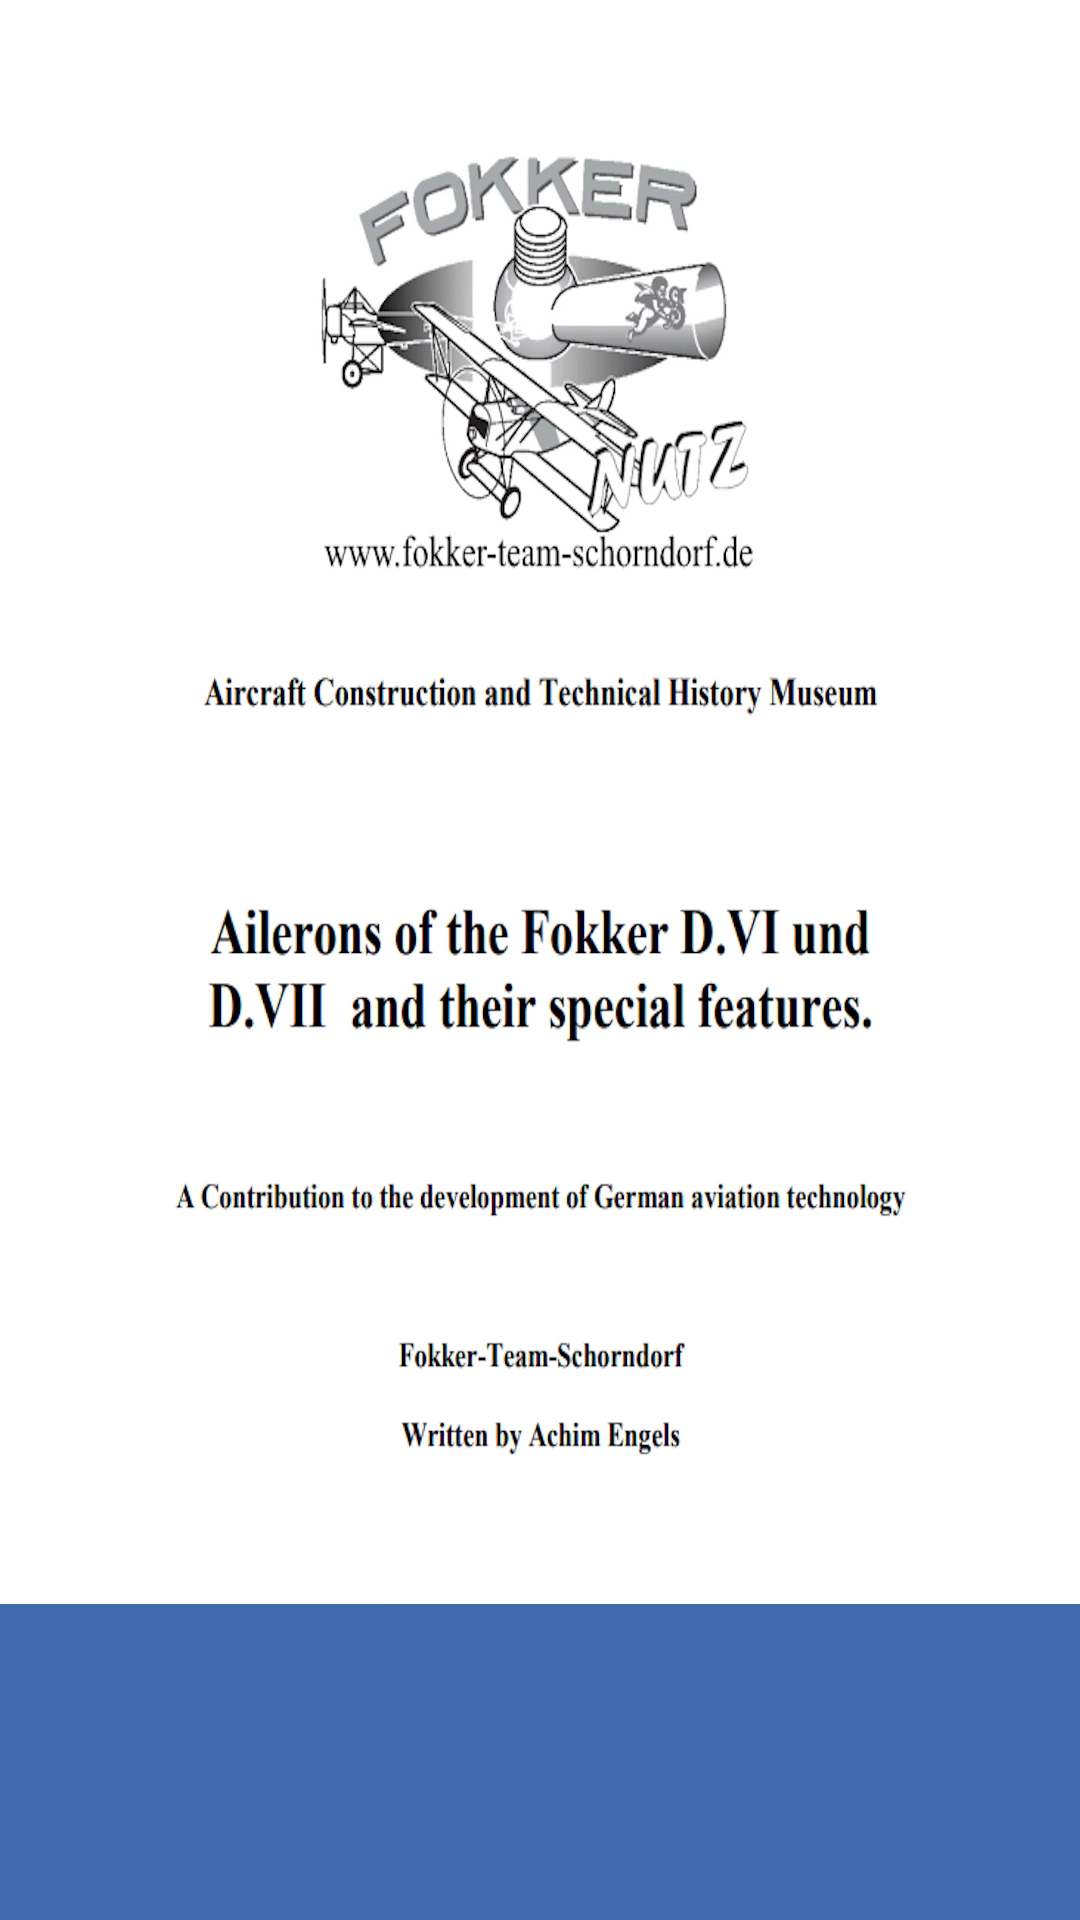 FOKKER
NUTZ
www.fokker-team-schorndorf.de
Aircraft Construction and Technical History Museum
Ailerons of the Fokker D.VI und
D.VII and their special features.
A Contribution to the development of German aviation technology
Fokker-Team-Schorndorf
Written by Achim Engels